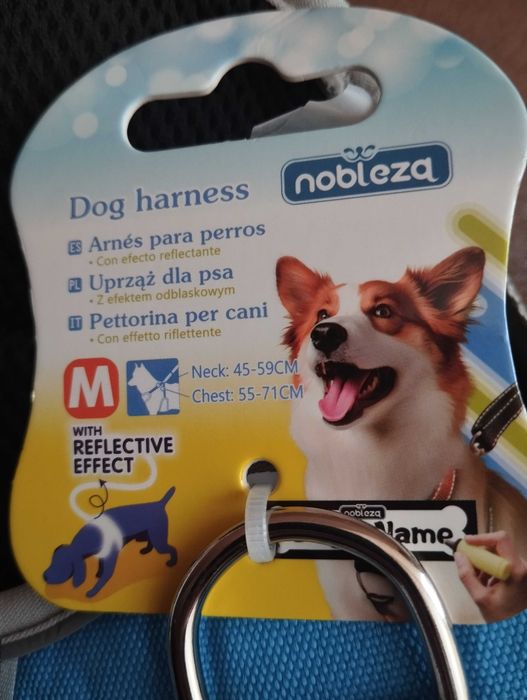 nobleza
Dog harness
ES Arnés para perros
• Con efecto reflectante
PL Uprząż dla psa
• Z efektem odblaskowym
IT Pettorina per cani
• Con effetto riflettente
M
Neck: 45-59CM
Chest: 55-71CM
WITH
REFLECTIVE
EFFECT
nobleza
Name